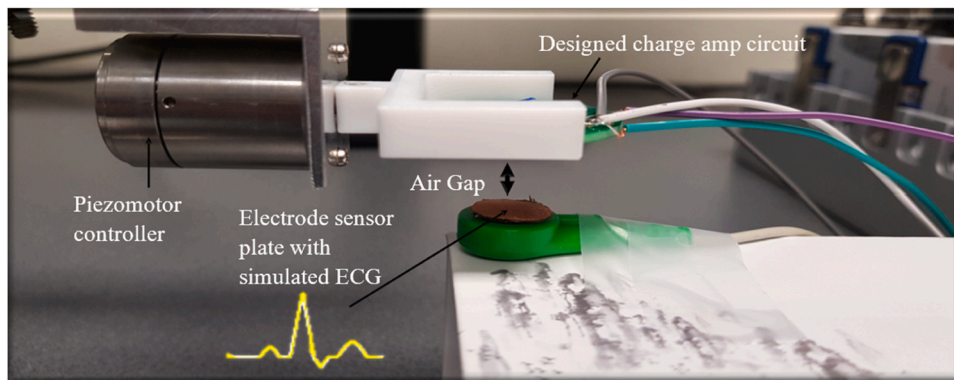 Designed charge amp circuit
Air Gap
Piezomotor
controller
Electrode sensor
plate with
simulated ECG